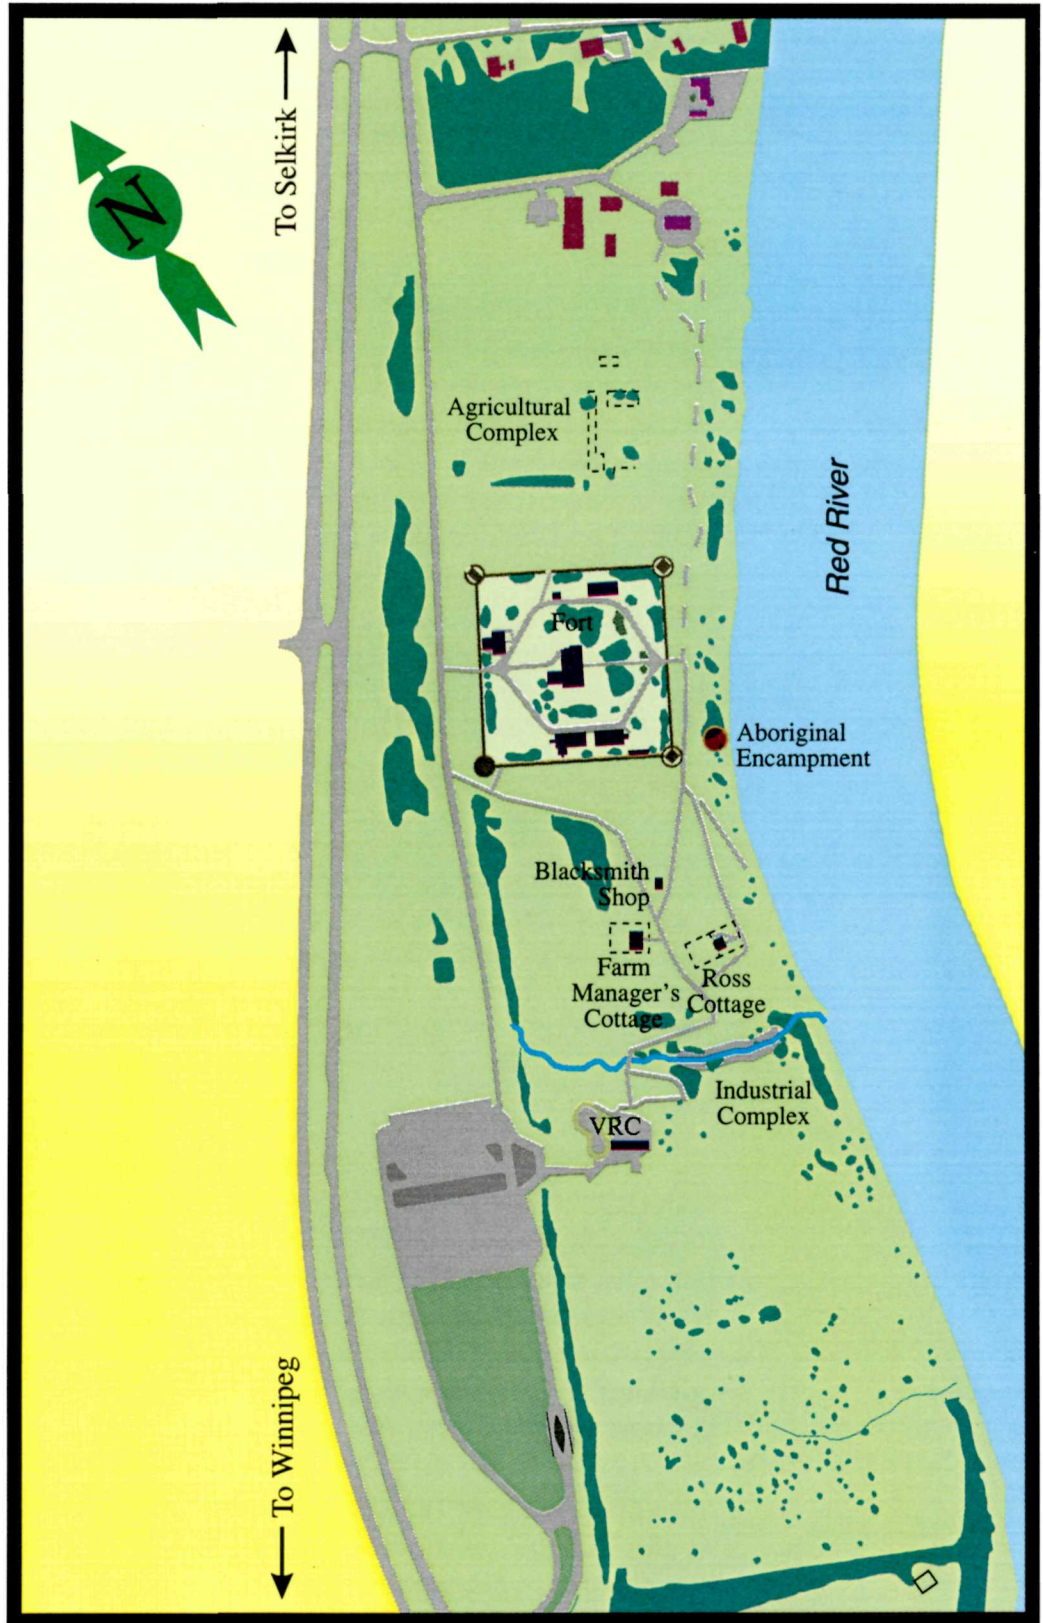 To Selkirk
N
Agricultural
Complex
Red River
Fort
Aboriginal
Encampment
Blacksmith
Shop
Farm
Manager's
Cottage
Ross
Cottage
Industrial
Complex
VRC
To Winnipeg